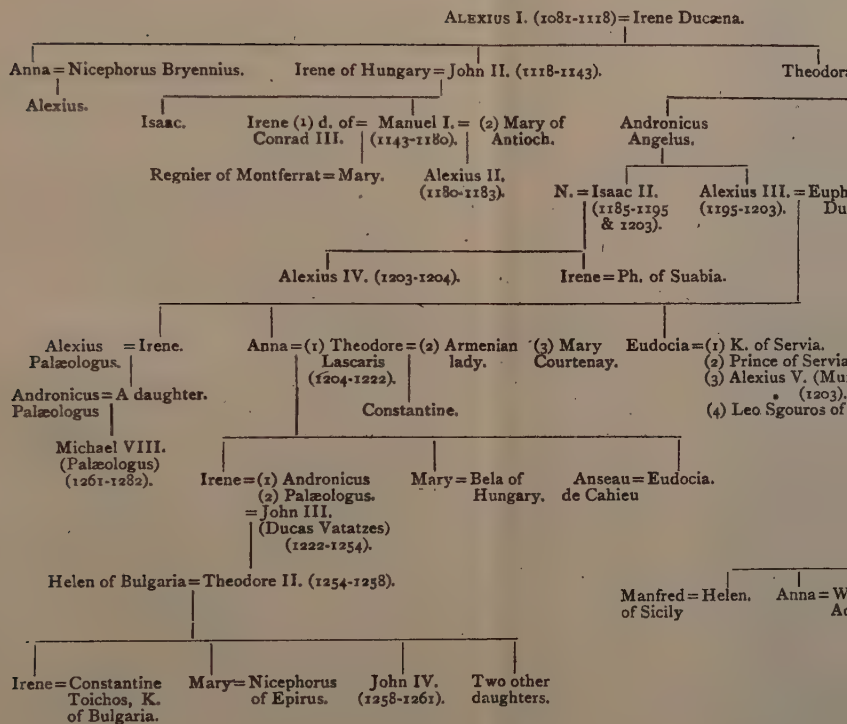 ALEXIUS I. (1081-1118) = Irene Ducæna.
Anna = Nicephorus Bryennius. Irene of Hungary = John II. (1118-1143). Theodora
Alexius.
Isaac. Irene (1) d. of = Manuel I. = (2) Mary of Andronicus
Conrad III. (1143-1180). Antioch. Angelus.
Regnier of Montferrat = Mary. Alexius II. N. = Isaac II. Alexius III. = Euph
(1180-1183). (1185-1195 (1195-1203). Du
& 1203).
Alexius IV. (1203-1204). Irene = Ph. of Suabia.
Alexius = Irene. Anna = (1) Theodore = (2) Armenian (3) Mary Eudocia = (1) K. of Servia.
Palæologus. Lascaris lady. Courtenay. (2) Prince of Servia
(1204-1222). (3) Alexius V. (Mu
Andronicus = A daughter. Constantine. (1203).
Palæologus (4) Leo Sgouros of
Michael VIII.
(Palæologus) Irene = (1) Andronicus Mary = Bela of Anseau = Eudocia.
(1261-1282). (2) Palæologus. Hungary. de Cahieu
= John III.
(Ducas Vatatzes)
(1222-1254).
Helen of Bulgaria = Theodore II. (1254-1258).
Manfred = Helen. Anna = W
of Sicily Ac
Irene = Constantine Mary = Nicephorus John IV. Two other
Toichos, K. of Epirus. (1258-1261). daughters.
of Bulgaria.